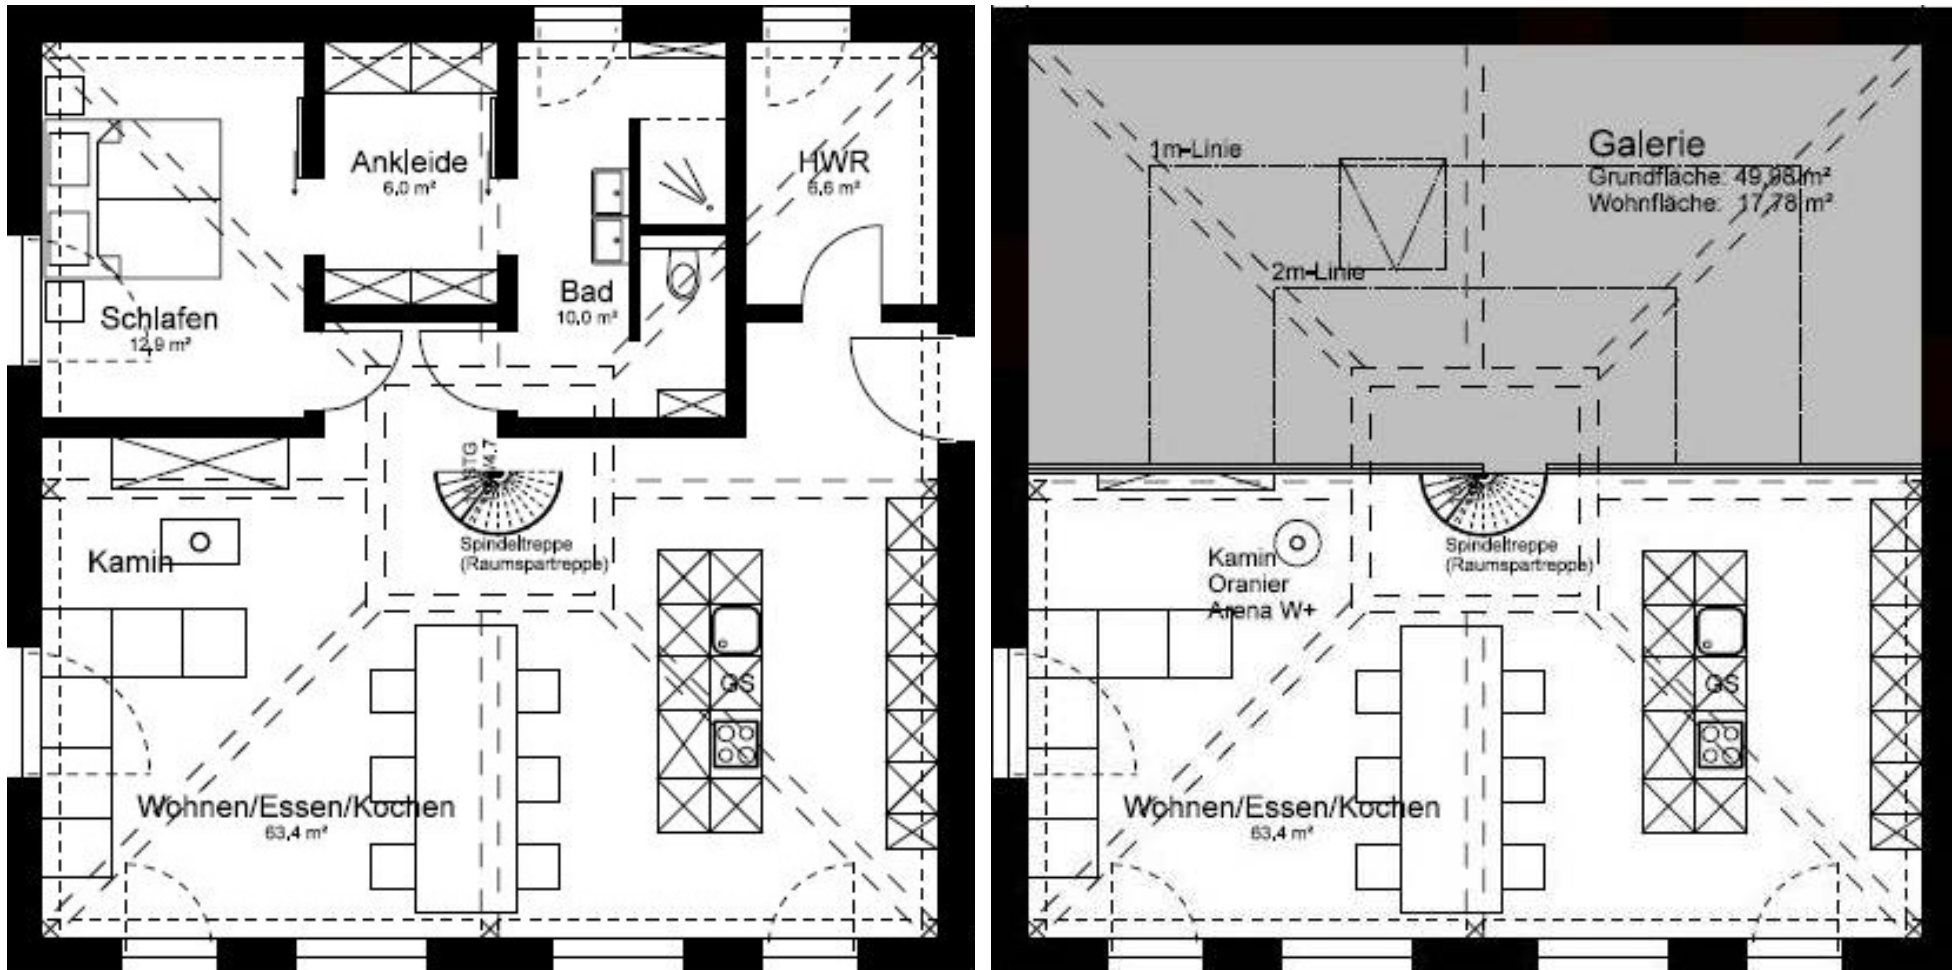 Ankleide
6,0 m²
HWR
6,6 m²
Bad
10,0 m²
Schlafen
12,9 m²
Spindeltreppe
(Raumspartreppe)
Kamin
GS
Wohnen/Essen/Kochen
63,4 m²
Galerie
Grundfläche: 49,98 m²
Wohnfläche: 17,78 m²
1m-Linie
2m-Linie
Spindeltreppe
(Raumspartreppe)
Kamin
Oranier
Arena W+
GS
Wohnen/Essen/Kochen
63,4 m²